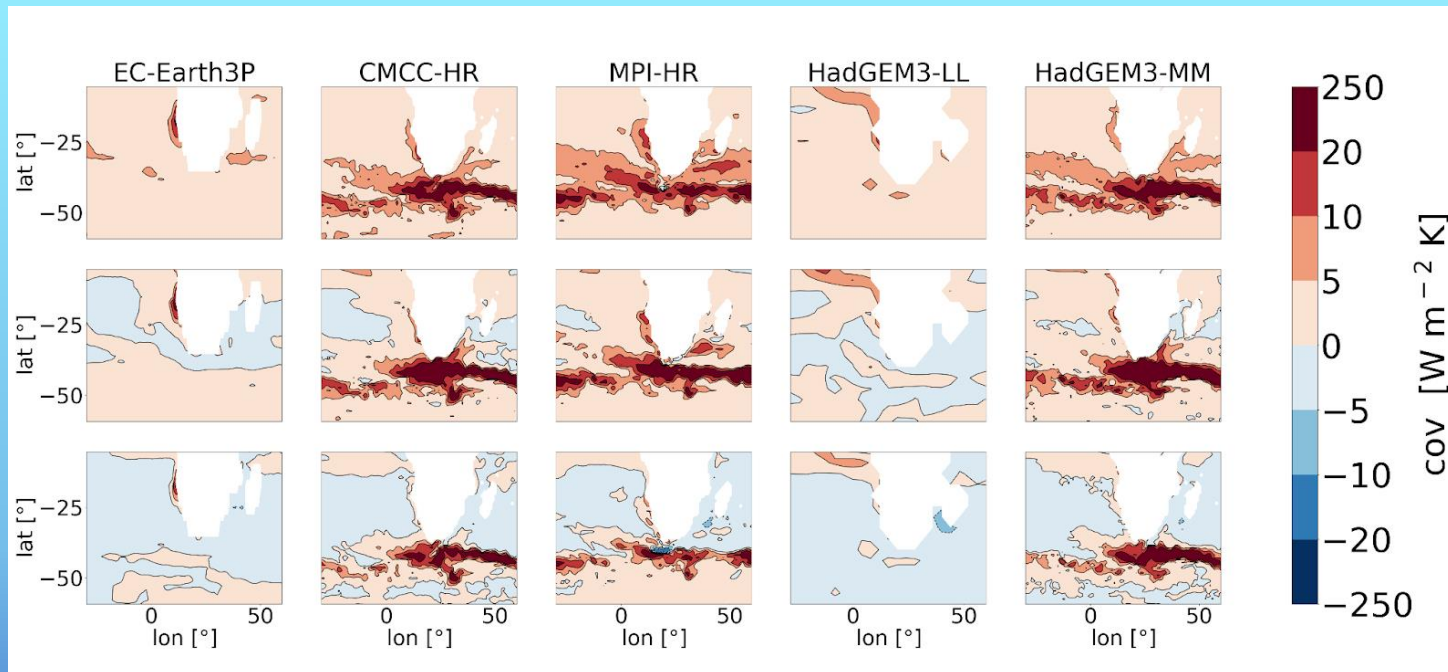 EC-Earth3P CMCC-HR MPI-HR HadGEM3-LL HadGEM3-MM
lat [°]
−25
−50
lat [°]
−25
−50
lat [°]
−25
−50
0 50 0 50 0 50 0 50 0 50
lon [°] lon [°] lon [°] lon [°] lon [°]
250
20
10
5
0
−5
−10
−20
−250
cov [W m⁻² K]